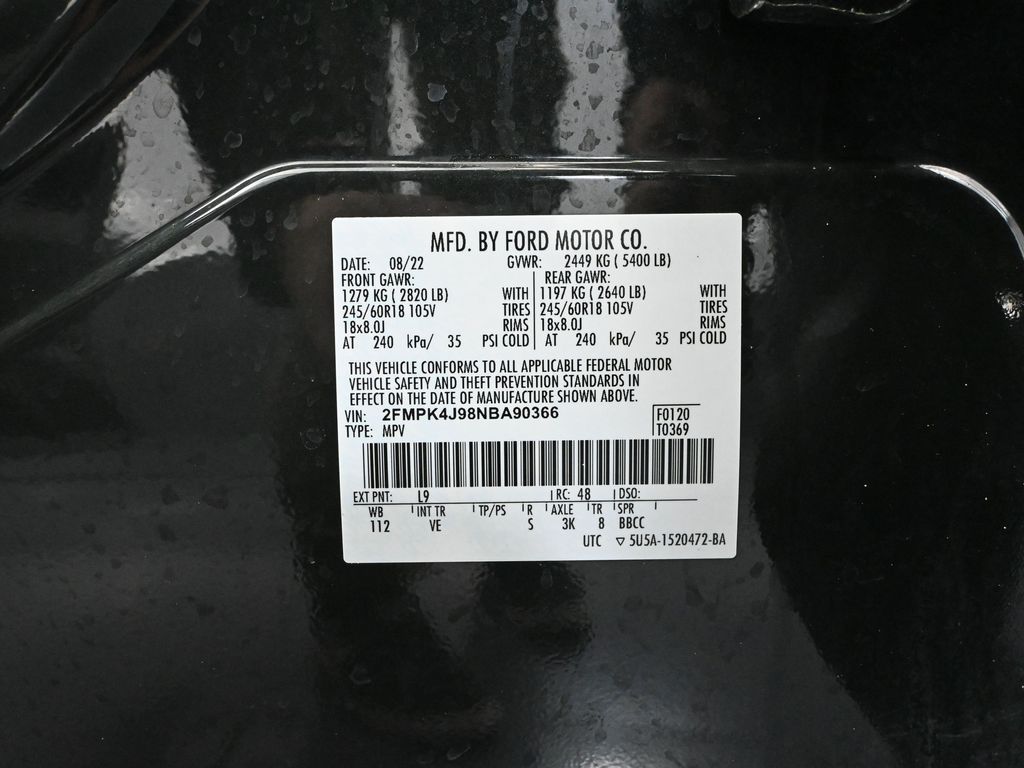 MFD. BY FORD MOTOR CO.
DATE: 08/22 GVWR: 2449 KG ( 5400 LB)
FRONT GAWR: REAR GAWR:
1279 KG ( 2820 LB) WITH 1197 KG ( 2640 LB) WITH
245/60R18 105V TIRES 245/60R18 105V TIRES
18x8.0J RIMS 18x8.0J RIMS
AT 240 kPa/ 35 PSI COLD AT 240 kPa/ 35 PSI COLD
THIS VEHICLE CONFORMS TO ALL APPLICABLE FEDERAL MOTOR
VEHICLE SAFETY AND THEFT PREVENTION STANDARDS IN
EFFECT ON THE DATE OF MANUFACTURE SHOWN ABOVE.
VIN: 2FMPK4J98NBA90366 F0120
TYPE: MPV T0369
EXT PNT: L9 RC: 48 DSO:
WB INT TR TP/PS R AXLE TR SPR
112 VE S 3K 8 BBCC
UTC ▽ 5U5A-1520472-BA